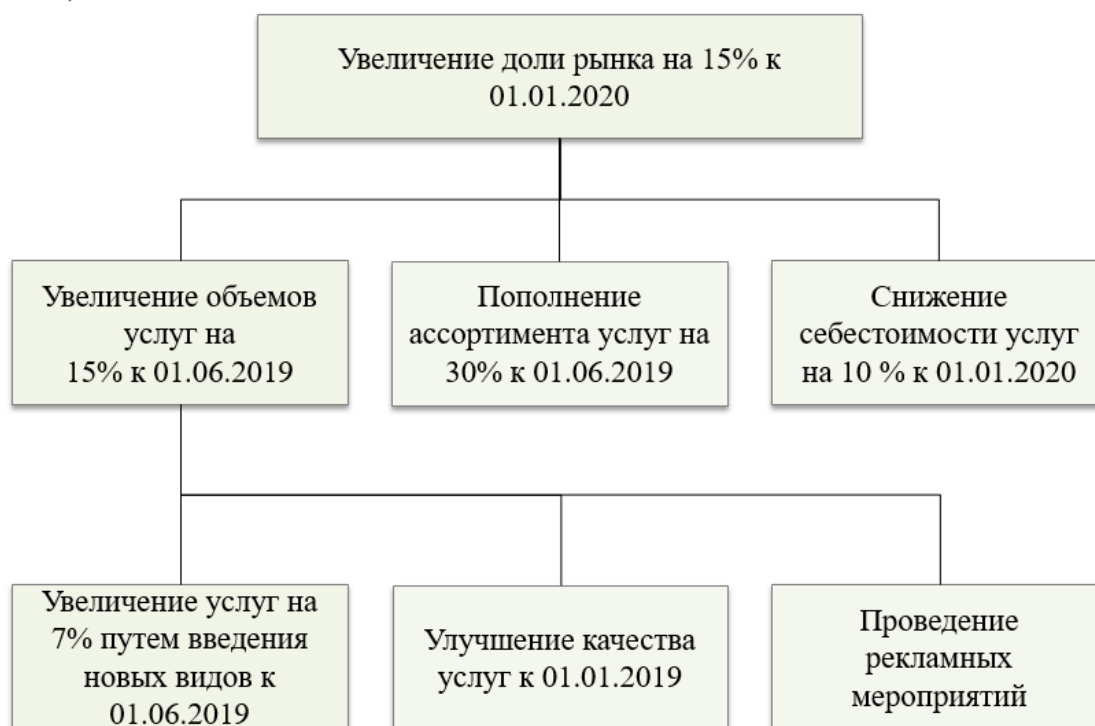 Увеличение доли рынка на 15% к
01.01.2020
Увеличение объемов
услуг на
15% к 01.06.2019
Пополнение
ассортимента услуг на
30% к 01.06.2019
Снижение
себестоимости услуг
на 10 % к 01.01.2020
Увеличение услуг на
7% путем введения
новых видов к
01.06.2019
Улучшение качества
услуг к 01.01.2019
Проведение
рекламных
мероприятий